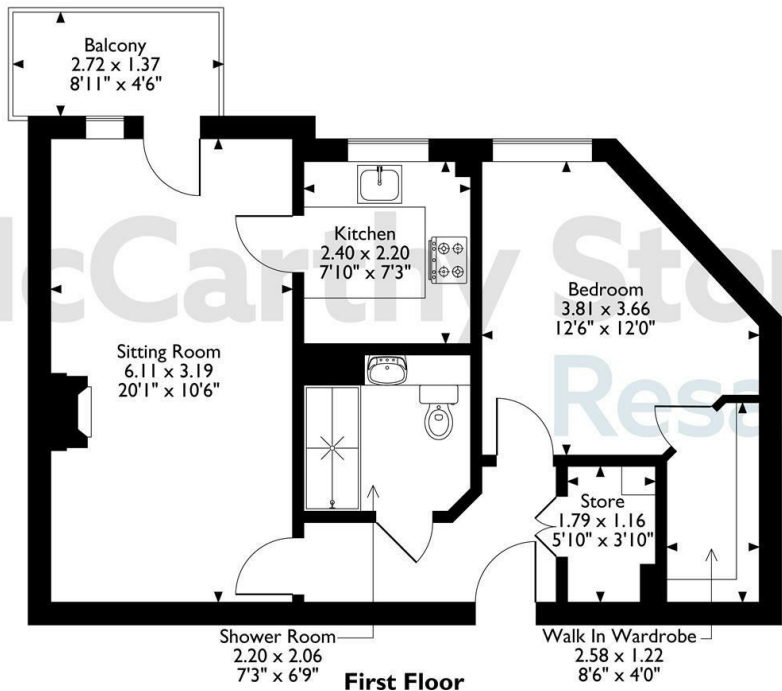 Balcony
2.72 x 1.37
8'11" x 4'6"
McCarthy Sto
Resa
Kitchen
2.40 x 2.20
7'10" x 7'3"
Bedroom
3.81 x 3.66
12'6" x 12'0"
Sitting Room
6.11 x 3.19
20'1" x 10'6"
Store
1.79 x 1.16
5'10" x 3'10"
Shower Room
2.20 x 2.06
7'3" x 6'9"
Walk In Wardrobe
2.58 x 1.22
8'6" x 4'0"
First Floor